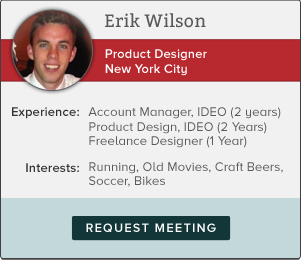 Erik Wilson
Product Designer
New York City
Experience: Account Manager, IDEO (2 years)
Product Design, IDEO (2 Years)
Freelance Designer (1 Year)
Interests: Running, Old Movies, Craft Beers,
Soccer, Bikes
REQUEST MEETING